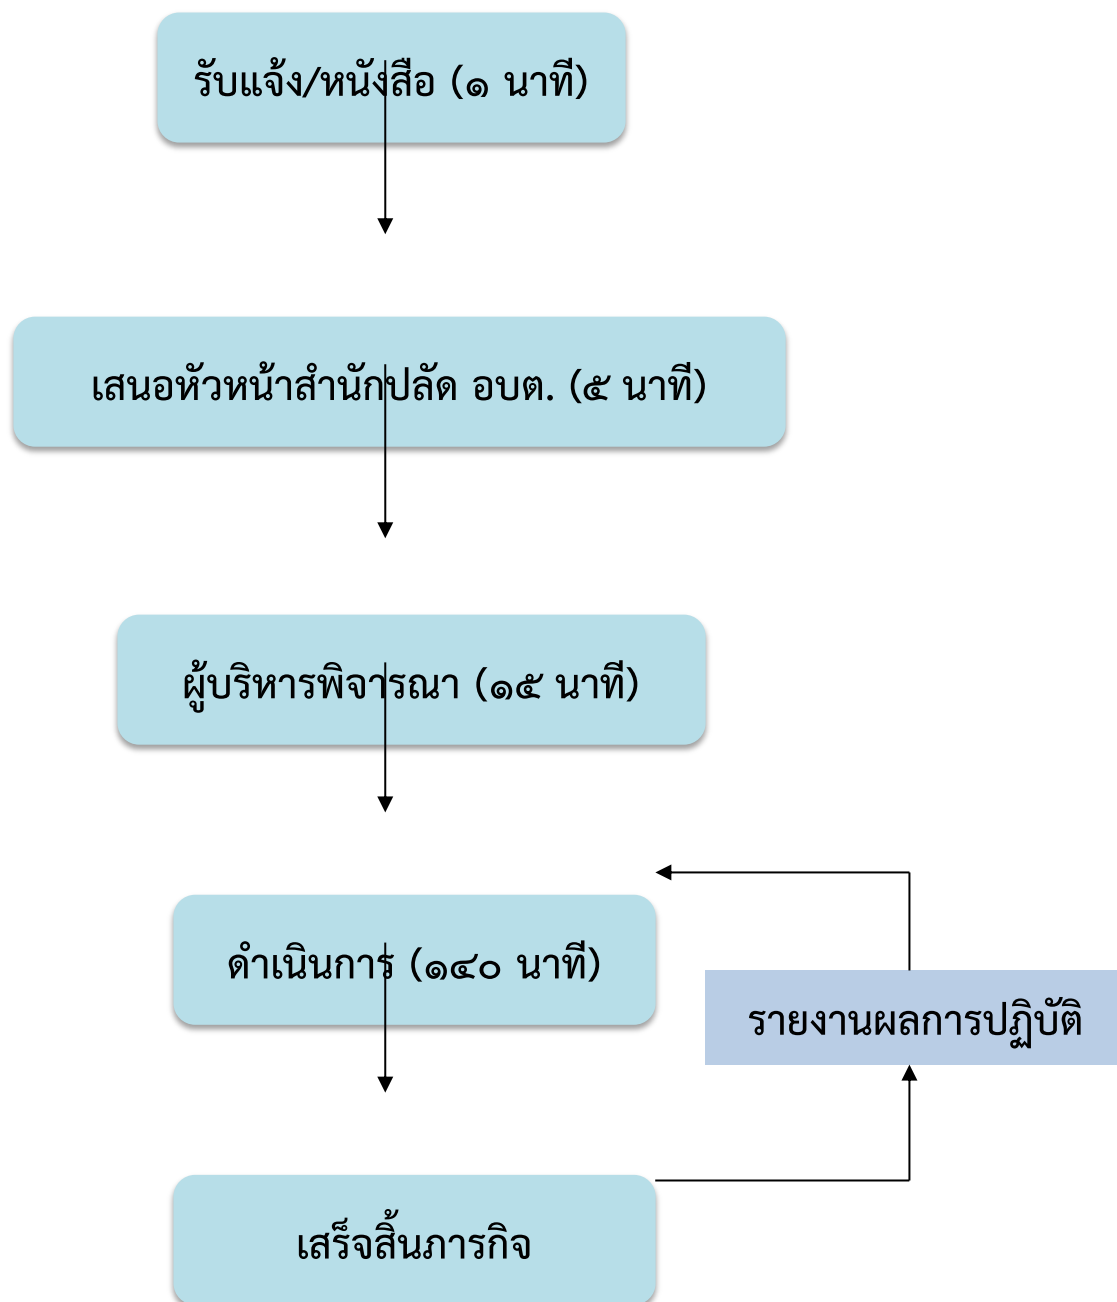 รับแจ้ง/หนังสือ (๑ นาที)
เสนอหัวหน้าสำนักปลัด อบต. (๕ นาที)
ผู้บริหารพิจารณา (๑๕ นาที)
ดำเนินการ (๑๔๐ นาที)
รายงานผลการปฏิบัติ
เสร็จสิ้นภารกิจ